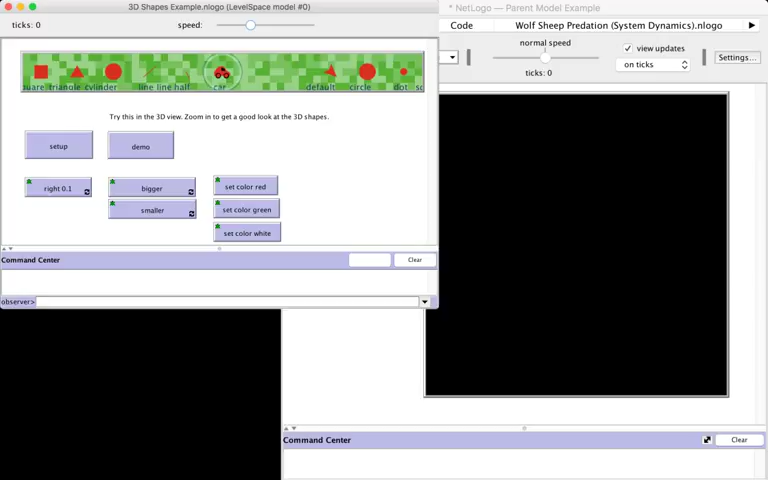 3D Shapes Example.nlogo (LevelSpace model #0)
ticks: 0
speed:
triangle cylinder
line line half
car
default
circle
dot
Try this in the 3D view. Zoom in to get a good look at the 3D shapes.
setup
demo
right 0.1
bigger
set color red
smaller
set color green
set color white
Command Center
Clear
observer>
* NetLogo — Parent Model Example
Code
Wolf Sheep Predation (System Dynamics).nlogo
normal speed
view updates
Settings...
on ticks
ticks: 0
Command Center
Clear